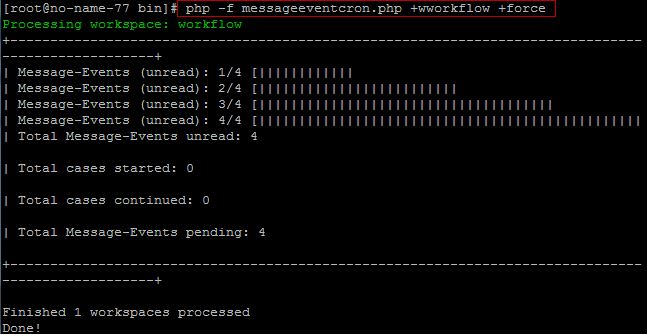 [root@no-name-77 bin]# php -f messageeventcron.php +wworkflow +force
Processing workspace: workflow
+-------------------------------------------------------------------------------
-------------------+
| Message-Events (unread): 1/4 [||||||||||||
| Message-Events (unread): 2/4 [|||||||||||||||||||||||||
| Message-Events (unread): 3/4 [|||||||||||||||||||||||||||||||||||||
| Message-Events (unread): 4/4 [||||||||||||||||||||||||||||||||||||||||||||||||
| Total Message-Events unread: 4
| Total cases started: 0
| Total cases continued: 0
| Total Message-Events pending: 4
+-------------------------------------------------------------------------------
-------------------+
Finished 1 workspaces processed
Done!